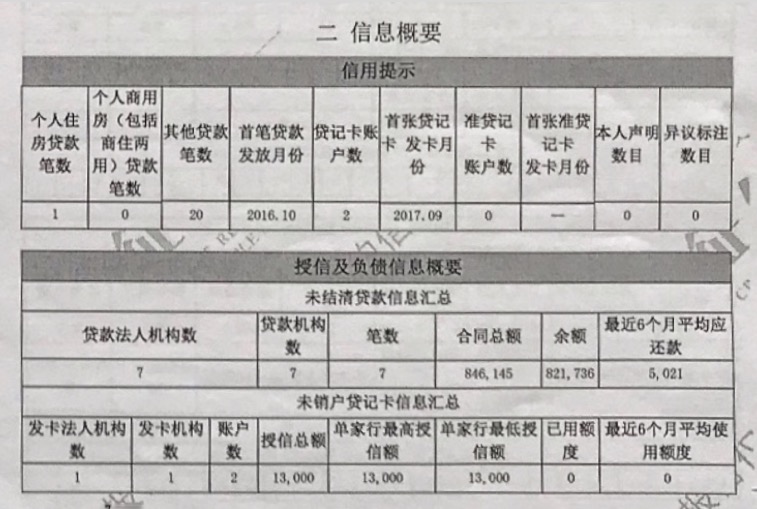 二 信息概要
信用提示
个人住房贷款笔数 个人商用房（包括商住两用）贷款笔数 其他贷款笔数 首笔贷款发放月份 贷记卡账户数 首张贷记卡 发卡月份 准贷记卡 账户数 首张准贷记卡 发卡月份 本人声明数目 异议标注数目
1 0 20 2016.10 2 2017.09 0 — 0 0
授信及负债信息概要
未结清贷款信息汇总
贷款法人机构数 贷款机构数 笔数 合同总额 余额 最近6个月平均应还款
7 7 7 846,145 821,736 5,021
未销户贷记卡信息汇总
发卡法人机构数 发卡机构数 账户数 授信总额 单家行最高授信额 单家行最低授信额 已用额度 最近6个月平均使用额度
1 1 2 13,000 13,000 13,000 0 0